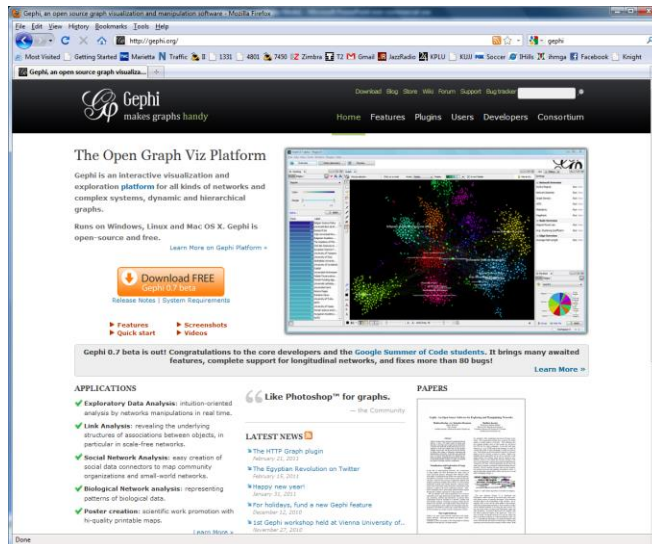 Gephi, an open source graph visualization and manipulation software - Mozilla Firefox
File Edit View History Bookmarks Tools Help
http://gephi.org/
gephi
Most Visited Getting Started Marietta Traffic II 1331 4801 7450 Zimbra T2 Gmail JazzRadio KPLU KUJJ Soccer IHills ihmga Facebook Knight
Gephi, an open source graph visualiza...
Download Blog Store Wiki Forum Support Bug tracker
Gephi
makes graphs handy
Home Features Plugins Users Developers Consortium
The Open Graph Viz Platform
Gephi is an interactive visualization and
exploration platform for all kinds of networks and
complex systems, dynamic and hierarchical
graphs.
Runs on Windows, Linux and Mac OS X. Gephi is
open-source and free.
Learn More on Gephi Platform »
Download FREE
Gephi 0.7 beta
Release Notes | System Requirements
Features
Screenshots
Quick start
Videos
Gephi 0.7 beta is out! Congratulations to the core developers and the Google Summer of Code students. It brings many awaited
features, complete support for longitudinal networks, and fixes more than 80 bugs!
Learn More »
APPLICATIONS
Exploratory Data Analysis: intuition-oriented
analysis by networks manipulations in real time.
Link Analysis: revealing the underlying
structures of associations between objects, in
particular in scale-free networks.
Social Network Analysis: easy creation of
social data connectors to map community
organizations and small-world networks.
Biological Network analysis: representing
patterns of biological data.
Poster creation: scientific work promotion with
hi-quality printable maps.
Learn More »
Like Photoshop™ for graphs.
— the Community
LATEST NEWS
The HTTP Graph plugin
February 21, 2011
The Egyptian Revolution on Twitter
February 15, 2011
Happy new year!
January 31, 2011
For holidays, fund a new Gephi feature
December 12, 2010
1st Gephi workshop held at Vienna University of...
November 27, 2010
PAPERS
Done